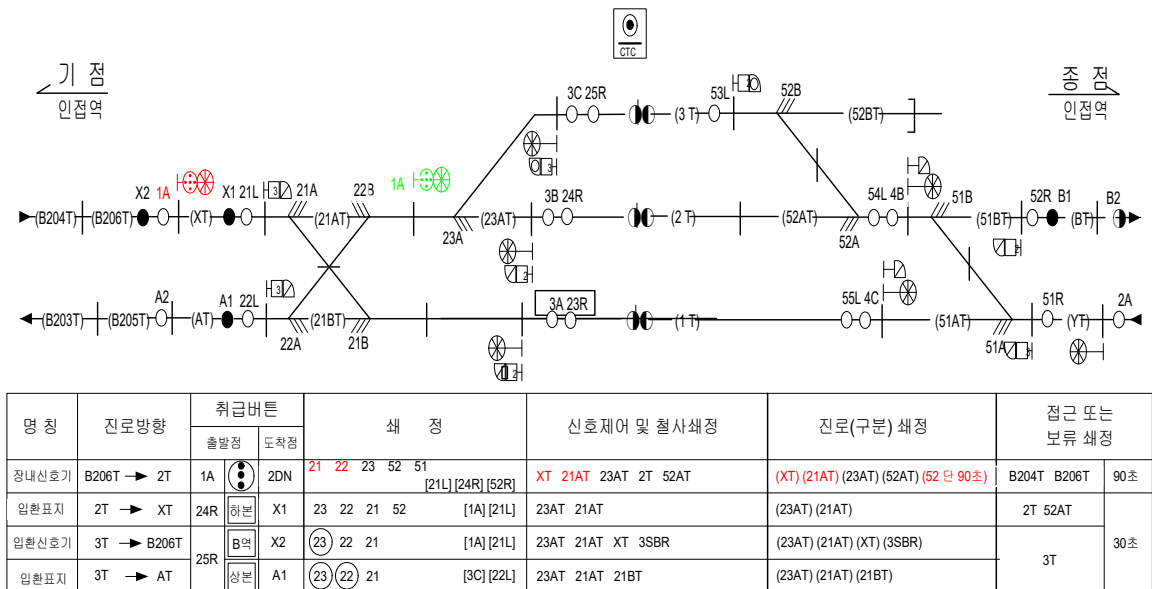 CTC
기 점
인접역
종 점
인접역
3C 25R
(3 T)
53L
52B
(52BT)
X2 1A
X1 21L
3
21A
22B
1A
3
54L 4B
51B
52R B1
B2
(B204T)
(B206T)
(XT)
(21AT)
23A
(23AT)
3B 24R
(2 T)
(52AT)
52A
(51BT)
(BT)
2
2
A2
A1 22L
3
3A 23R
55L 4C
51R
2A
(B203T)
(B205T)
(AT)
22A
(21BT)
21B
(1 T)
(51AT)
51A
(YT)
2
명 칭 진로방향 취급버튼 쇄 정 신호제어 및 철사쇄정 진로(구분) 쇄정 접근 또는 보류 쇄정
출발점 도착점
장내신호기 B206T → 2T 1A 2DN 21 22 23 52 51 [21L] [24R] [52R] XT 21AT 23AT 2T 52AT (XT) (21AT) (23AT) (52AT) (52 단 90초) B204T B206T 90초
입환표지 2T → XT 24R 하본 X1 23 22 21 52 [1A] [21L] 23AT 21AT (23AT) (21AT) 2T 52AT 30초
입환신호기 3T → B206T 25R B역 X2 23 22 21 [1A] [21L] 23AT 21AT XT 3SBR (23AT) (21AT) (XT) (3SBR) 3T
입환표지 3T → AT 상본 A1 23 22 21 [3C] [22L] 23AT 21AT 21BT (23AT) (21AT) (21BT)